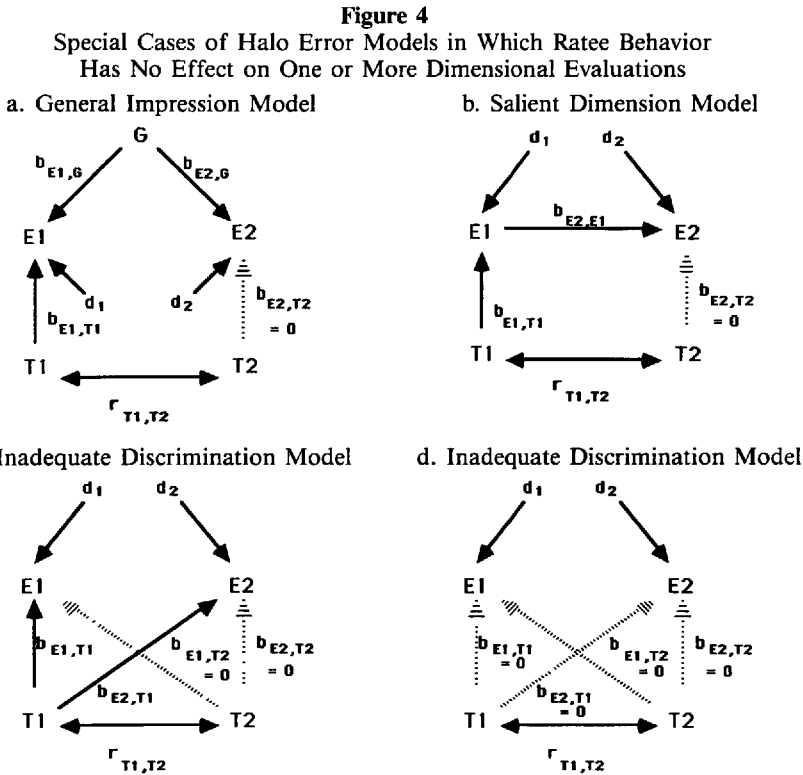 Figure 4
Special Cases of Halo Error Models in Which Ratee Behavior
Has No Effect on One or More Dimensional Evaluations
a. General Impression Model
G
b E1,G
b E2,G
E1
E2
d1
d2
b E1,T1
b E2,T2
= 0
T1
T2
r T1,T2
b. Salient Dimension Model
d1
d2
b E2,E1
E1
E2
b E1,T1
b E2,T2
= 0
T1
T2
r T1,T2
Inadequate Discrimination Model
d1
d2
E1
E2
b E1,T1
b E1,T2
= 0
b E2,T2
= 0
b E2,T1
T1
T2
r T1,T2
d. Inadequate Discrimination Model
d1
d2
E1
E2
b E1,T1
= 0
b E1,T2
= 0
b E2,T2
= 0
b E2,T1
= 0
T1
T2
r T1,T2